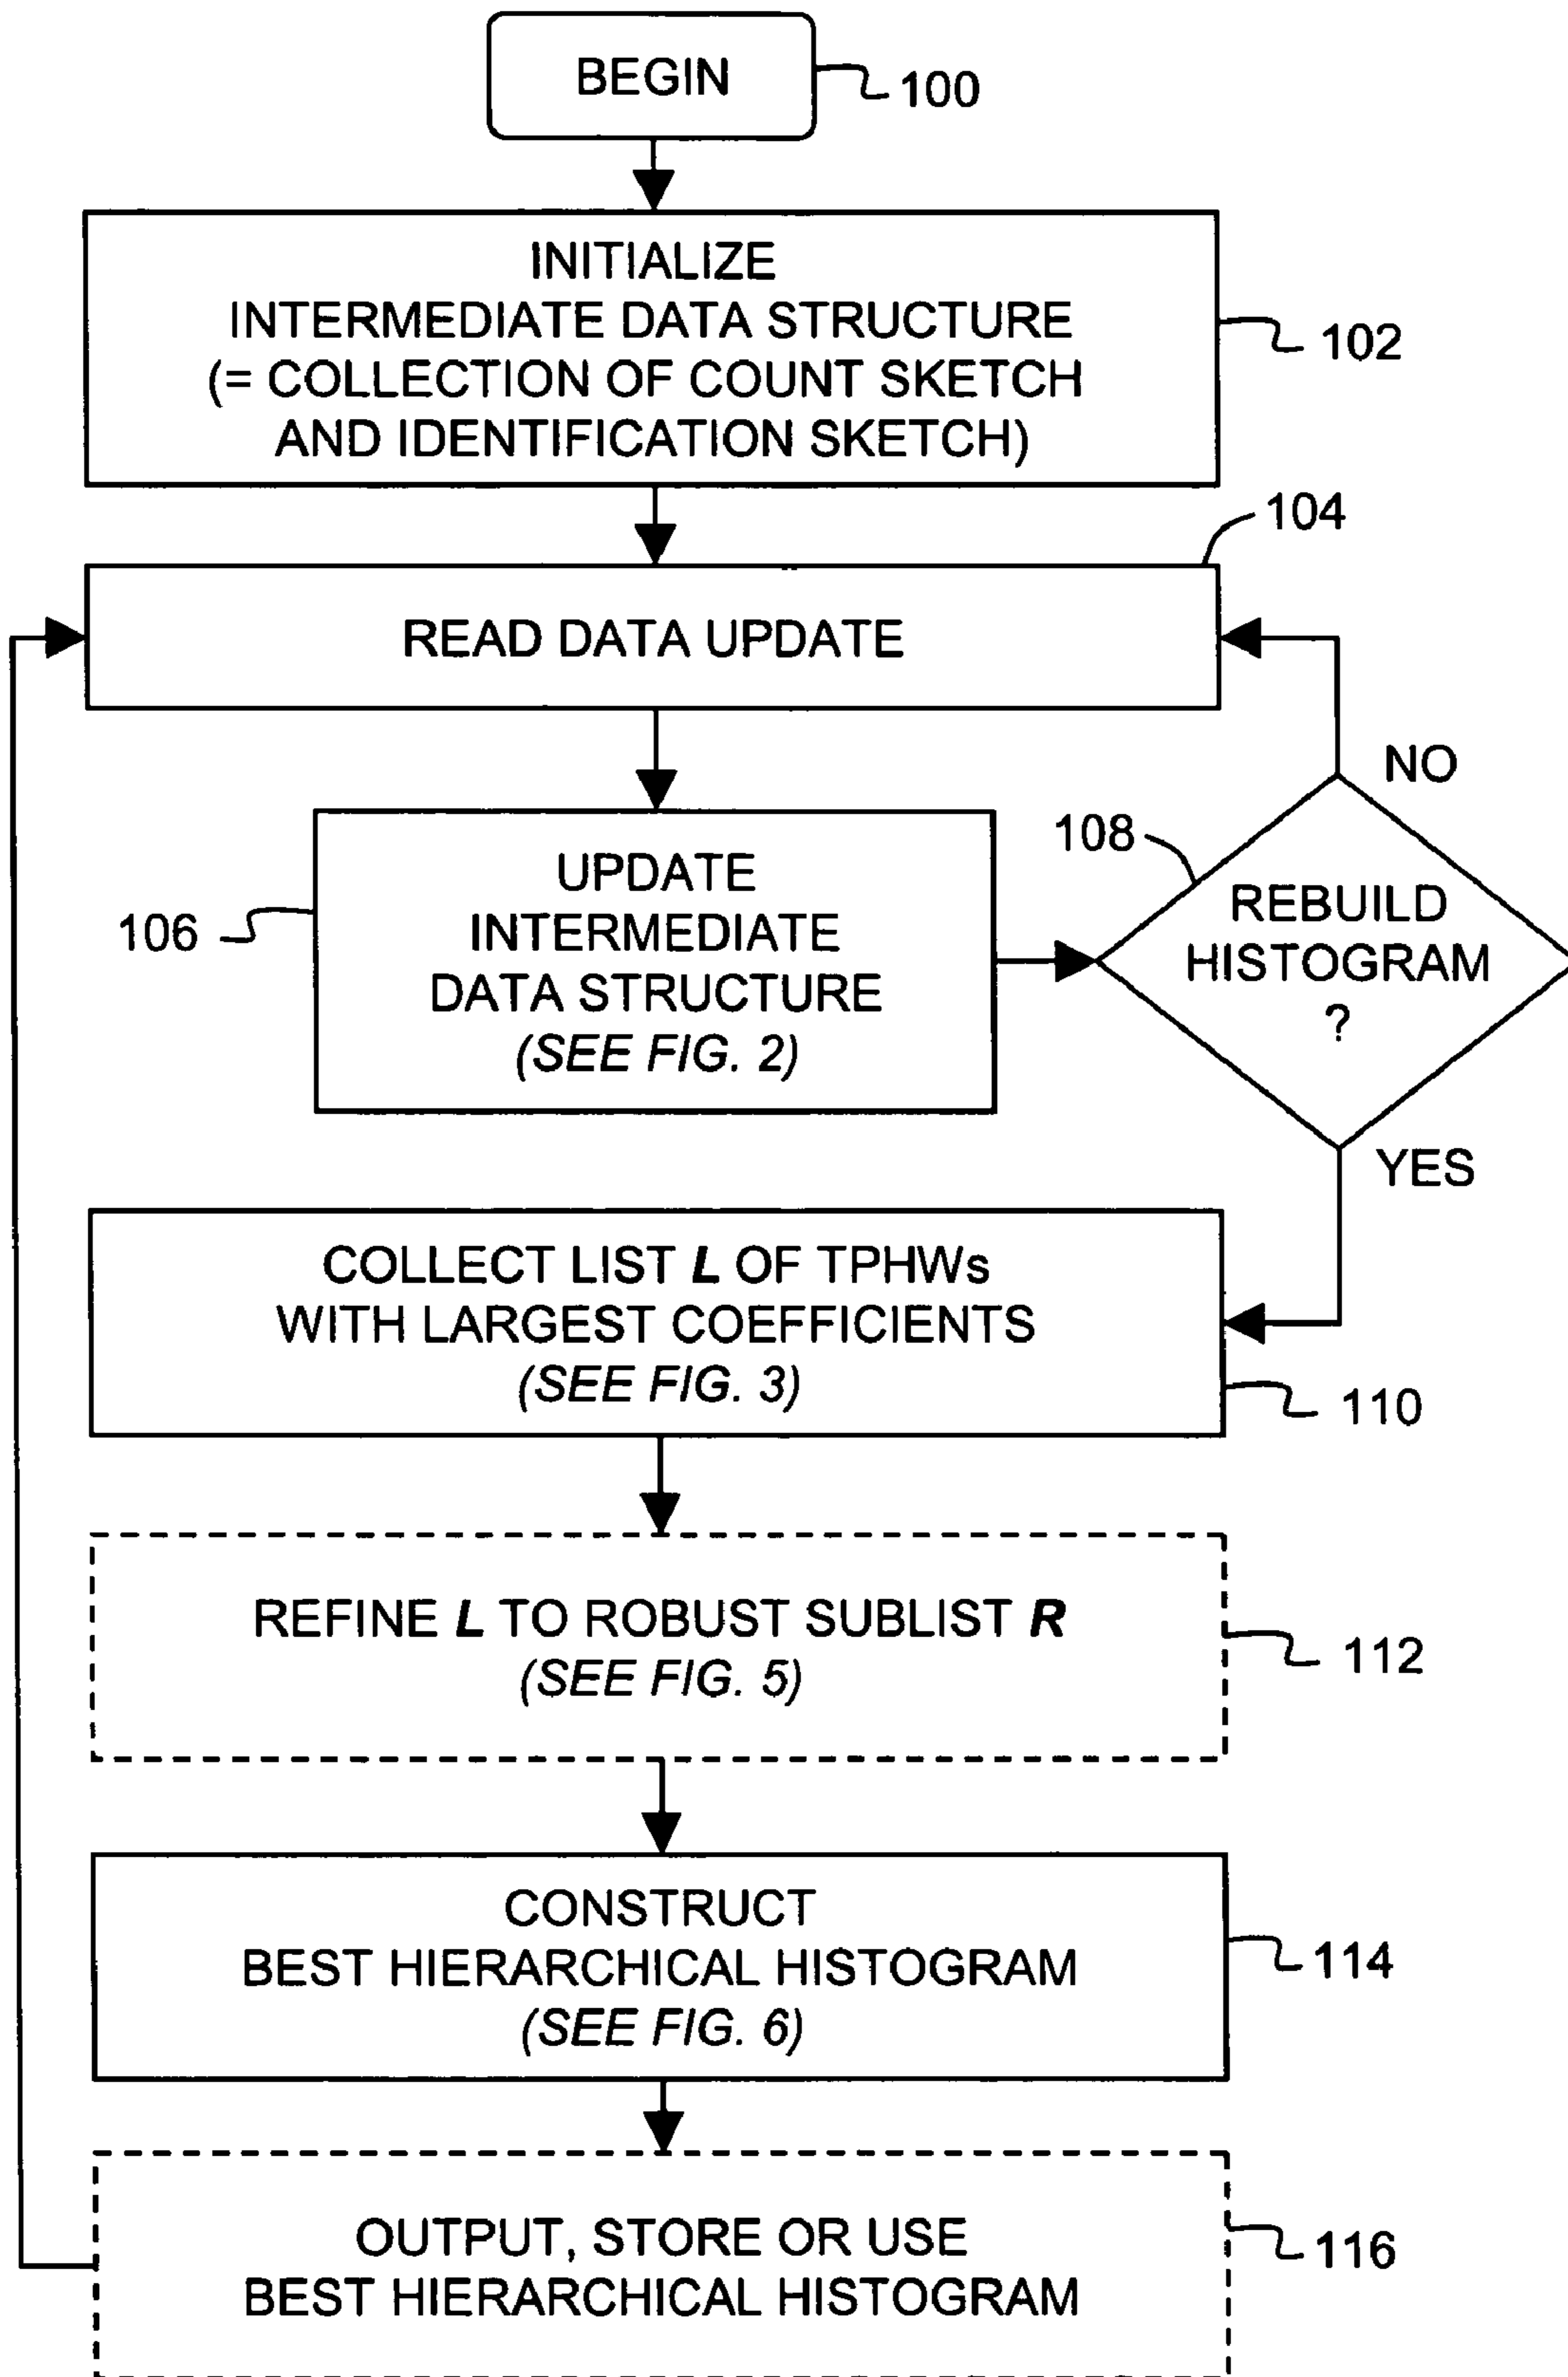 BEGIN
100
INITIALIZE
INTERMEDIATE DATA STRUCTURE
(= COLLECTION OF COUNT SKETCH
AND IDENTIFICATION SKETCH)
102
104
READ DATA UPDATE
NO
108
UPDATE
INTERMEDIATE
DATA STRUCTURE
(SEE FIG. 2)
106
REBUILD
HISTOGRAM
?
YES
COLLECT LIST L OF TPHWs
WITH LARGEST COEFFICIENTS
(SEE FIG. 3)
110
REFINE L TO ROBUST SUBLIST R
(SEE FIG. 5)
112
CONSTRUCT
BEST HIERARCHICAL HISTOGRAM
(SEE FIG. 6)
114
OUTPUT, STORE OR USE
BEST HIERARCHICAL HISTOGRAM
116